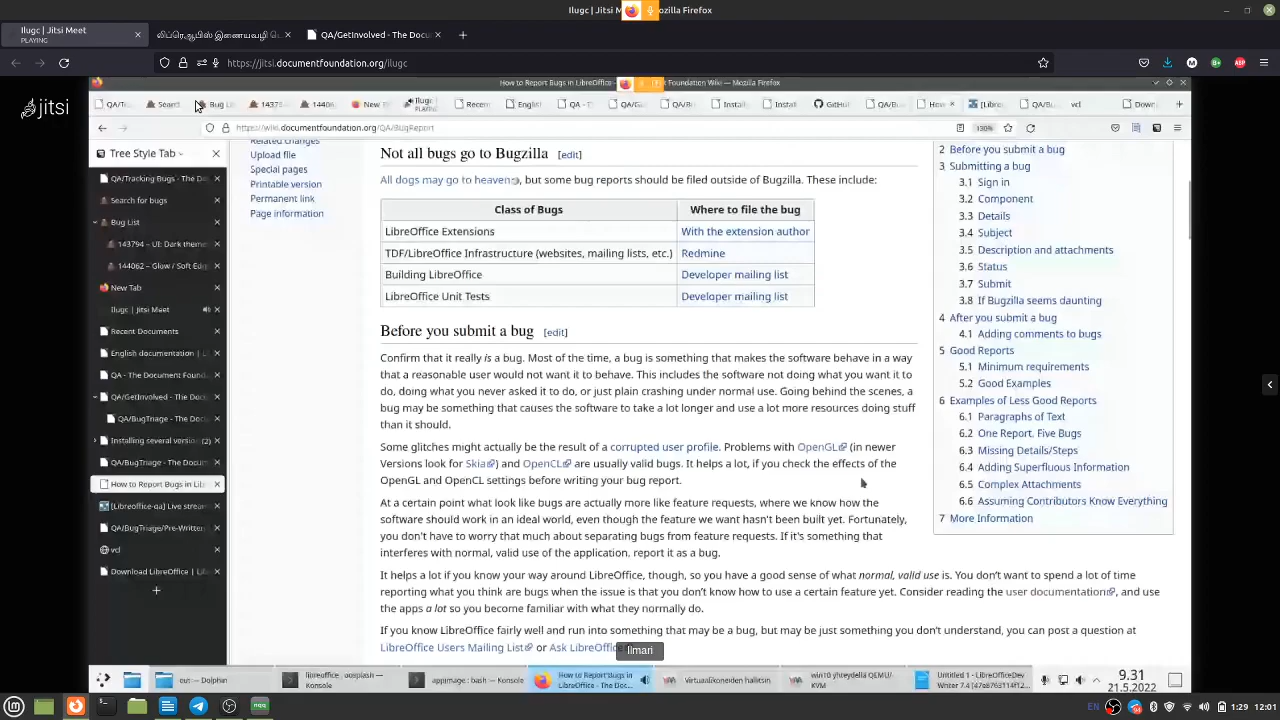 Ilugc | Jitsi Meet
PLAYING
QA/GetInvolved - The Docu
https://jitsi.documentfoundation.org/ilugc
jitsi
How to Report Bugs in LibreOffice
t Foundation Wiki — Mozilla Firefox
https://wiki.documentfoundation.org/QA/BugReport
130%
Tree Style Tab
QA/Tracking Bugs - The Do
Search for bugs
Bug List
143794 – UI: Dark theme
144062 – Glow / Soft Edg
New Tab
Ilugc | Jitsi Meet
Recent Documents
English documentation | L
QA - The Document Found
QA/GetInvolved - The Doc
QA/BugTriage - The Docu
Installing several version (2)
QA/BugTriage - The Docum
How to Report Bugs in Lib
[Libreoffice-qa] Live stream
QA/BugTriage/Pre-Written
vcl
Download LibreOffice | Lib
Related changes
Upload file
Special pages
Printable version
Permanent link
Page information
Not all bugs go to Bugzilla [edit]
All dogs may go to heaven, but some bug reports should be filed outside of Bugzilla. These include:
Class of Bugs Where to file the bug
LibreOffice Extensions With the extension author
TDF/LibreOffice Infrastructure (websites, mailing lists, etc.) Redmine
Building LibreOffice Developer mailing list
LibreOffice Unit Tests Developer mailing list
Before you submit a bug [edit]
Confirm that it really is a bug. Most of the time, a bug is something that makes the software behave in a way
that a reasonable user would not want it to behave. This includes the software not doing what you want it to
do, doing what you never asked it to do, or just plain crashing under normal use. Going behind the scenes, a
bug may be something that causes the software to take a lot longer and use a lot more resources doing stuff
than it should.
Some glitches might actually be the result of a corrupted user profile. Problems with OpenGL (in newer
Versions look for Skia) and OpenCL are usually valid bugs. It helps a lot, if you check the effects of the
OpenGL and OpenCL settings before writing your bug report.
At a certain point what look like bugs are actually more like feature requests, where we know how the
software should work in an ideal world, even though the feature we want hasn't been built yet. Fortunately,
you don't have to worry that much about separating bugs from feature requests. If it's something that
interferes with normal, valid use of the application, report it as a bug.
It helps a lot if you know your way around LibreOffice, though, so you have a good sense of what normal, valid use is. You don't want to spend a lot of time
reporting what you think are bugs when the issue is that you don't know how to use a certain feature yet. Consider reading the user documentation, and use
the apps a lot so you become familiar with what they normally do.
If you know LibreOffice fairly well and run into something that may be a bug, but may be just something you don't understand, you can post a question at
LibreOffice Users Mailing List or Ask LibreOffice
2 Before you submit a bug
3 Submitting a bug
3.1 Sign in
3.2 Component
3.3 Details
3.4 Subject
3.5 Description and attachments
3.6 Status
3.7 Submit
3.8 If Bugzilla seems daunting
4 After you submit a bug
4.1 Adding comments to bugs
5 Good Reports
5.1 Minimum requirements
5.2 Good Examples
6 Examples of Less Good Reports
6.1 Paragraphs of Text
6.2 One Report, Five Bugs
6.3 Missing Details/Steps
6.4 Adding Superfluous Information
6.5 Complex Attachments
6.6 Assuming Contributors Know Everything
7 More Information
Ilmari
eut: — Dolphin
libreoffice_oosplash — Konsole
appimage : bash — Konsole
How to Report Bugs in LibreOffice - The Doc...
Virtuaalikoneiden hallintin
win10 yhteydellä QEMU/KVM
9.31
21.5.2022
EN
1:29
12:01